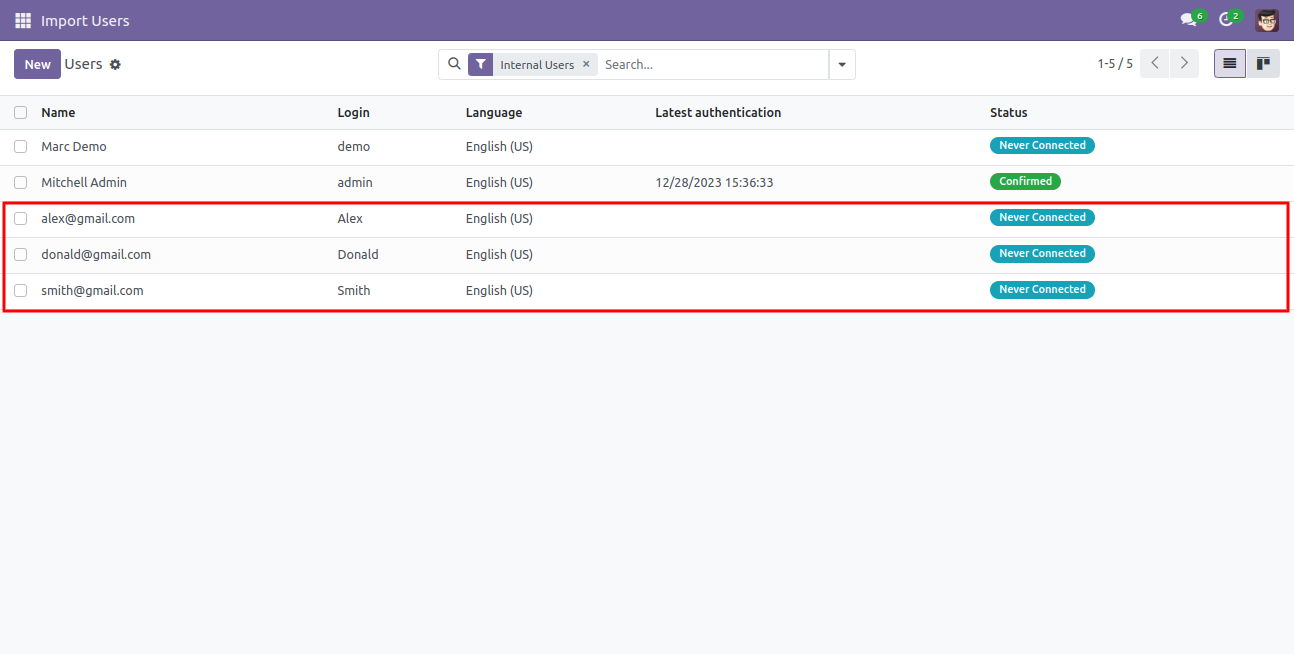 Import Users 6 2
New Users Internal Users × Search... 1-5 / 5
Name Login Language Latest authentication Status
Marc Demo demo English (US) Never Connected
Mitchell Admin admin English (US) 12/28/2023 15:36:33 Confirmed
alex@gmail.com Alex English (US) Never Connected
donald@gmail.com Donald English (US) Never Connected
smith@gmail.com Smith English (US) Never Connected